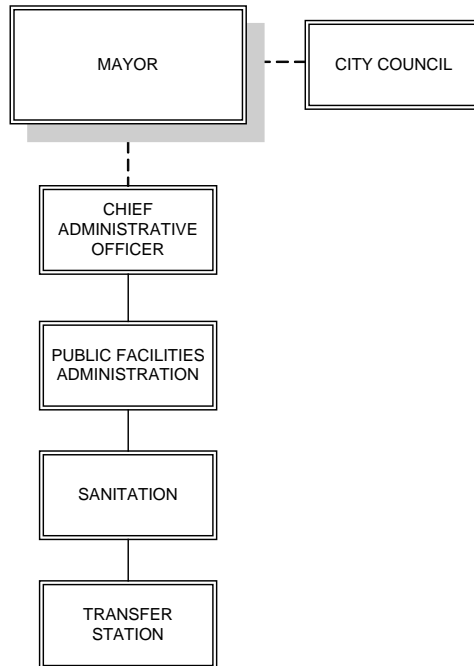 MAYOR
CITY COUNCIL
CHIEF
ADMINISTRATIVE
OFFICER
PUBLIC FACILITIES
ADMINISTRATION
SANITATION
TRANSFER
STATION